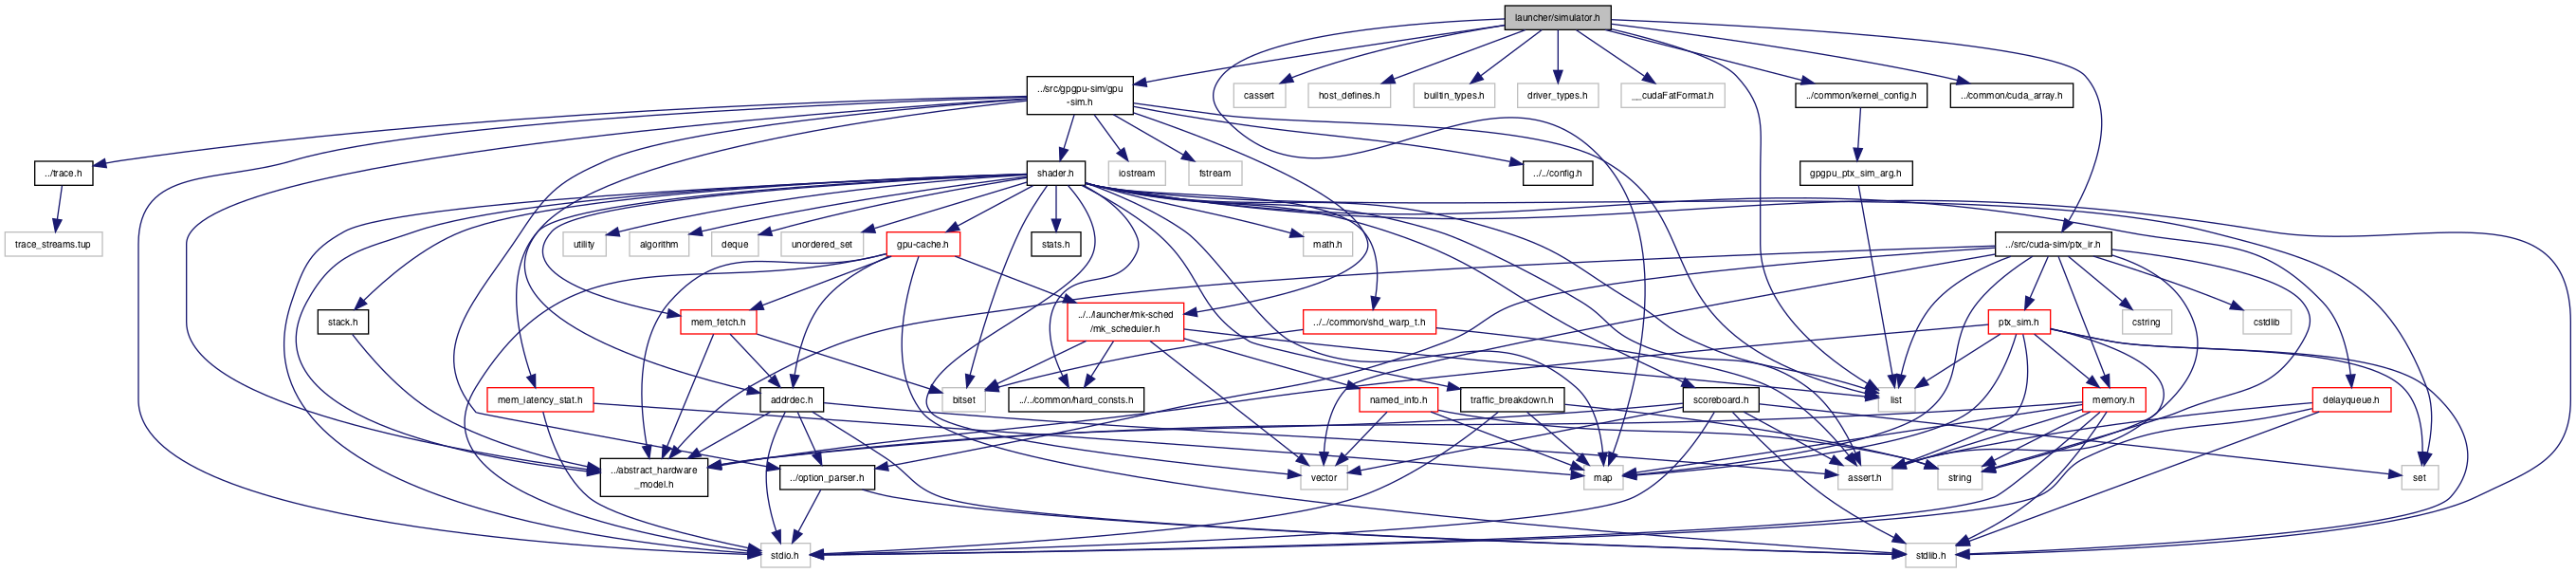 launcher/simulator.h
../src/gpgpu-sim/gpu
-sim.h
cassert
host_defines.h
builtin_types.h
driver_types.h
__cudaFatFormat.h
../common/kernel_config.h
../common/cuda_array.h
../trace.h
shader.h
iostream
fstream
../../config.h
gpgpu_ptx_sim_arg.h
trace_streams.tup
utility
algorithm
deque
unordered_set
gpu-cache.h
stats.h
math.h
../src/cuda-sim/ptx_ir.h
stack.h
mem_fetch.h
../../launcher/mk-sched
/mk_scheduler.h
../../common/shd_warp_t.h
ptx_sim.h
cstring
cstdlib
mem_latency_stat.h
addrdec.h
bitset
../../common/hard_consts.h
named_info.h
traffic_breakdown.h
scoreboard.h
list
memory.h
delayqueue.h
../abstract_hardware
_model.h
../option_parser.h
vector
map
assert.h
string
set
stdio.h
stdlib.h